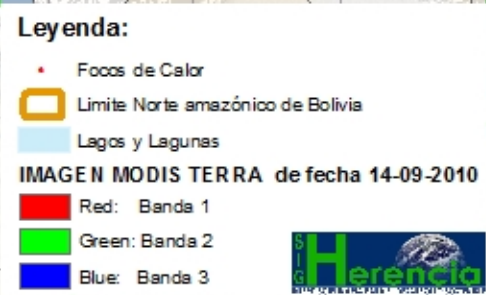 Leyenda:
Focos de Calor
Limite Norte amazónico de Bolivia
Lagos y Lagunas
IMAGEN MODIS TERRA de fecha 14-09-2010
Red: Banda 1
Green: Banda 2
Blue: Banda 3
SIG Herencia